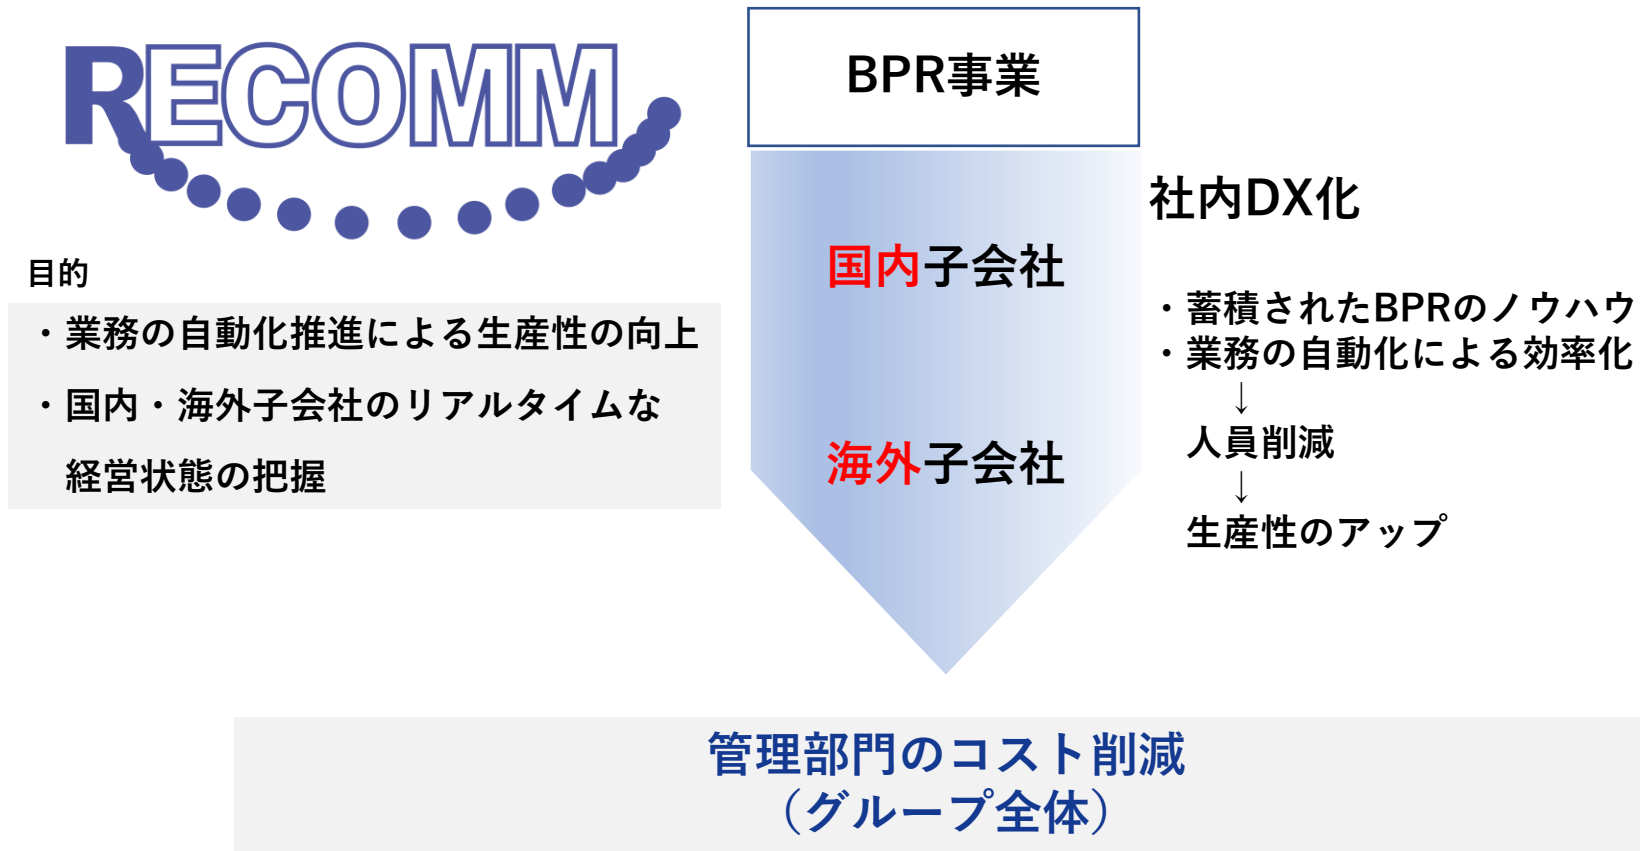 RECOMM
BPR事業
目的
・業務の自動化推進による生産性の向上
・国内・海外子会社のリアルタイムな
経営状態の把握
国内子会社
海外子会社
社内DX化
・蓄積されたBPRのノウハウ
・業務の自動化による効率化
↓
人員削減
↓
生産性のアップ
管理部門のコスト削減
（グループ全体）